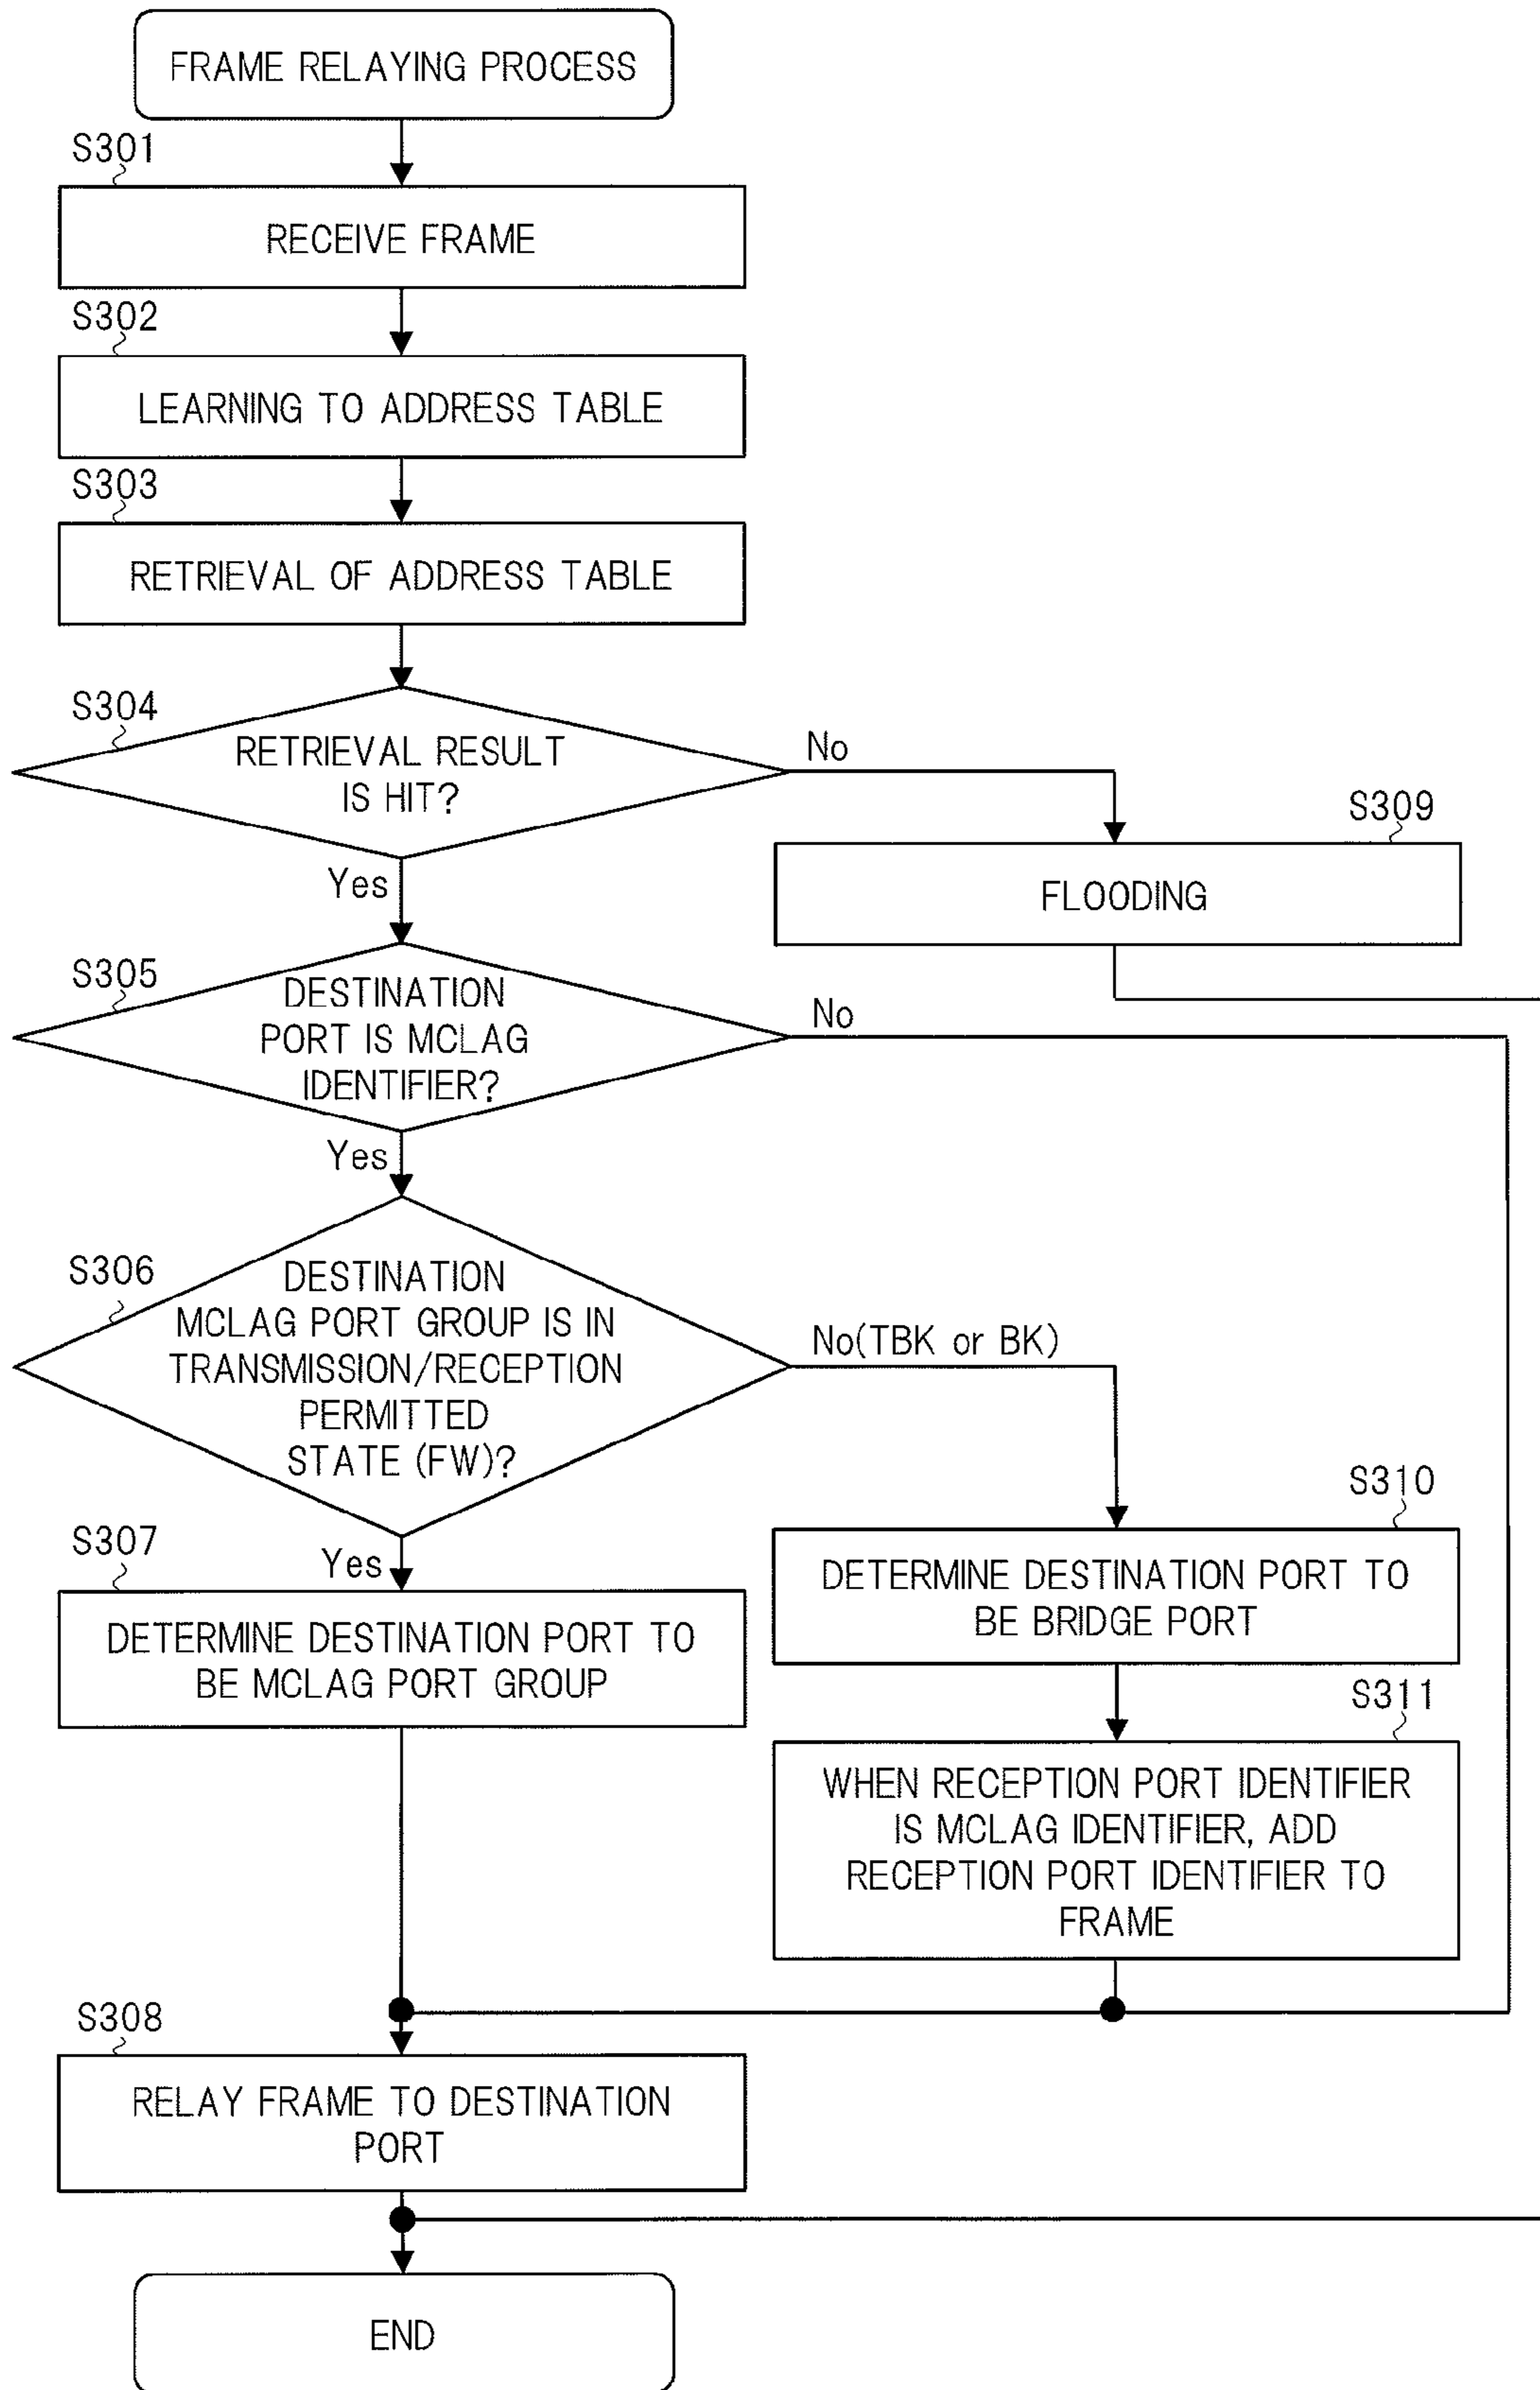 FRAME RELAYING PROCESS
S301
RECEIVE FRAME
S302
LEARNING TO ADDRESS TABLE
S303
RETRIEVAL OF ADDRESS TABLE
S304
RETRIEVAL RESULT
IS HIT?
No
Yes
S309
FLOODING
S305
DESTINATION
PORT IS MCLAG
IDENTIFIER?
No
Yes
S306
DESTINATION
MCLAG PORT GROUP IS IN
TRANSMISSION/RECEPTION
PERMITTED
STATE (FW)?
No(TBK or BK)
Yes
S307
DETERMINE DESTINATION PORT TO
BE MCLAG PORT GROUP
S310
DETERMINE DESTINATION PORT TO
BE BRIDGE PORT
S311
WHEN RECEPTION PORT IDENTIFIER
IS MCLAG IDENTIFIER, ADD
RECEPTION PORT IDENTIFIER TO
FRAME
S308
RELAY FRAME TO DESTINATION
PORT
END